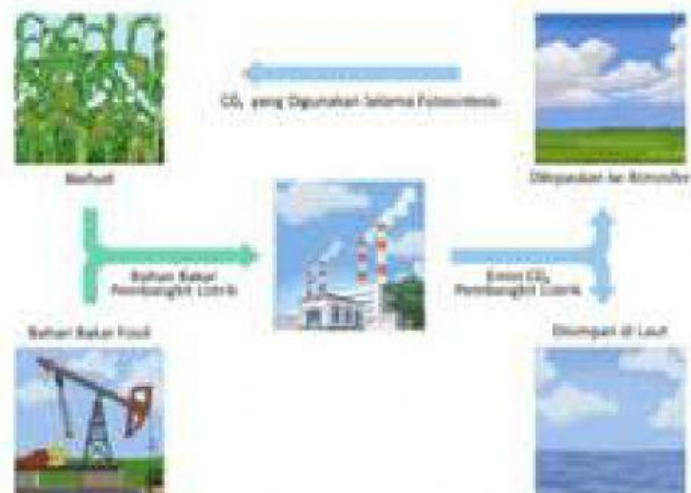 CO₂ yang Digunakan Selama Fotosintesis
Biofuel
Dilepaskan ke Atmosfer
Bahan Bakar
Pembangkit Listrik
Emisi CO₂
Pembangkit Listrik
Bahan Bakar Fosil
Disimpan di Laut